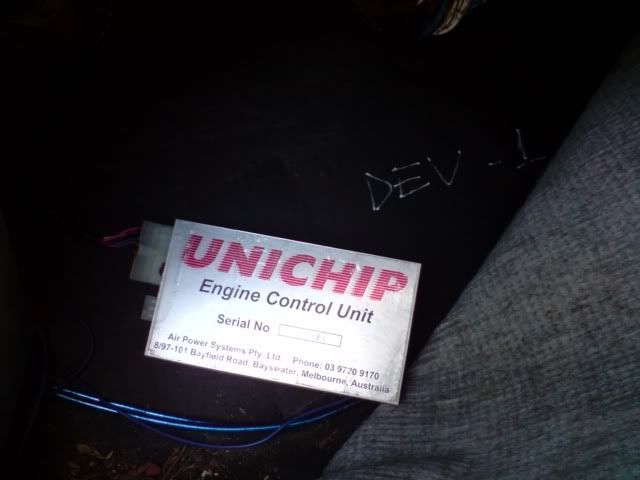 DEV-1
UNICHIP
Engine Control Unit
Serial No
Air Power Systems Pty. Ltd. Phone: 03 9720 9170
8/97-101 Bayfield Road, Bayswater, Melbourne, Australia